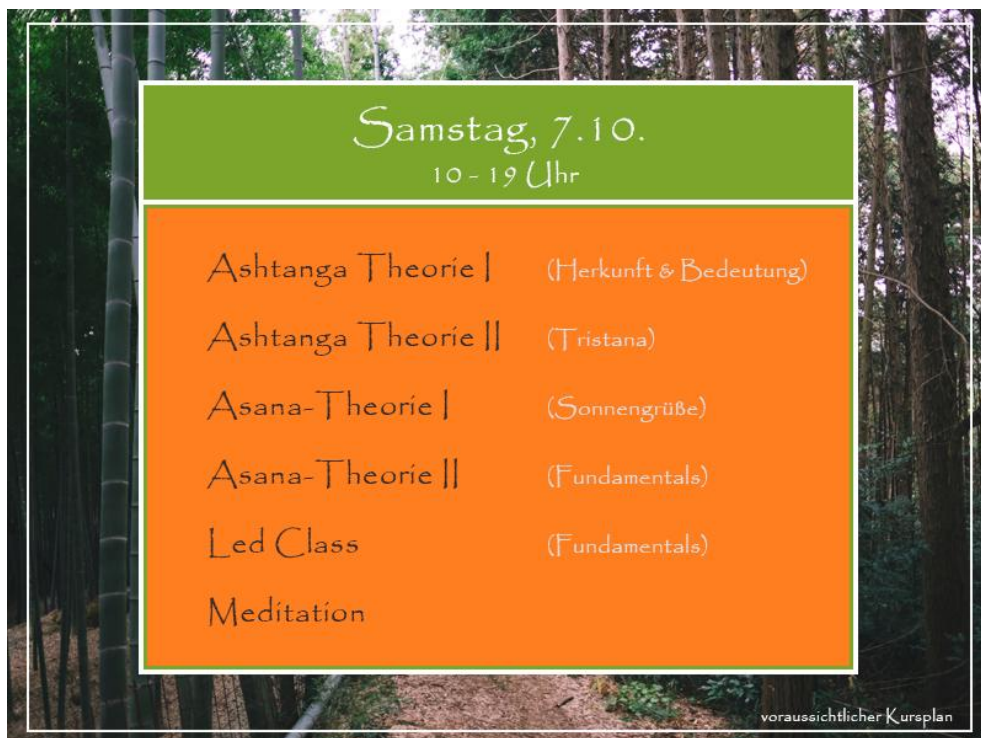 Samstag, 7.10.
10 - 19 Uhr
Ashtanga Theorie I (Herkunft & Bedeutung)
Ashtanga Theorie II (Tristana)
Asana-Theorie I (Sonnengrüße)
Asana-Theorie II (Fundamentals)
Led Class (Fundamentals)
Meditation
voraussichtlicher Kursplan